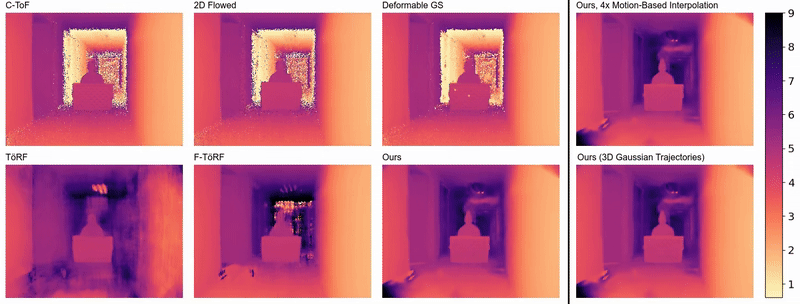 C-ToF
2D Flowed
Deformable GS
Ours, 4x Motion-Based Interpolation
TöRF
F-TöRF
Ours
Ours (3D Gaussian Trajectories)
9
8
7
6
5
4
3
2
1